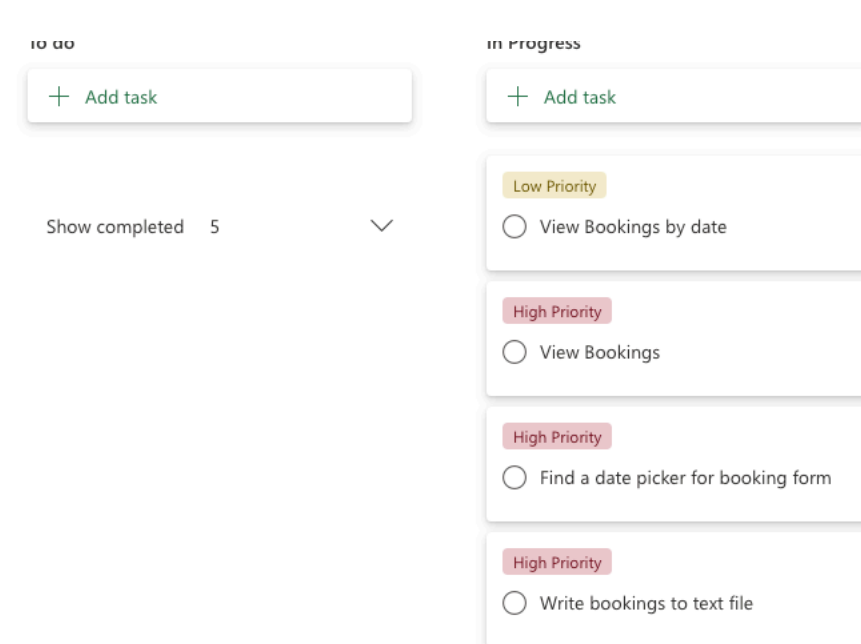 To do
Add task
Show completed 5
In Progress
Add task
Low Priority
View Bookings by date
High Priority
View Bookings
High Priority
Find a date picker for booking form
High Priority
Write bookings to text file